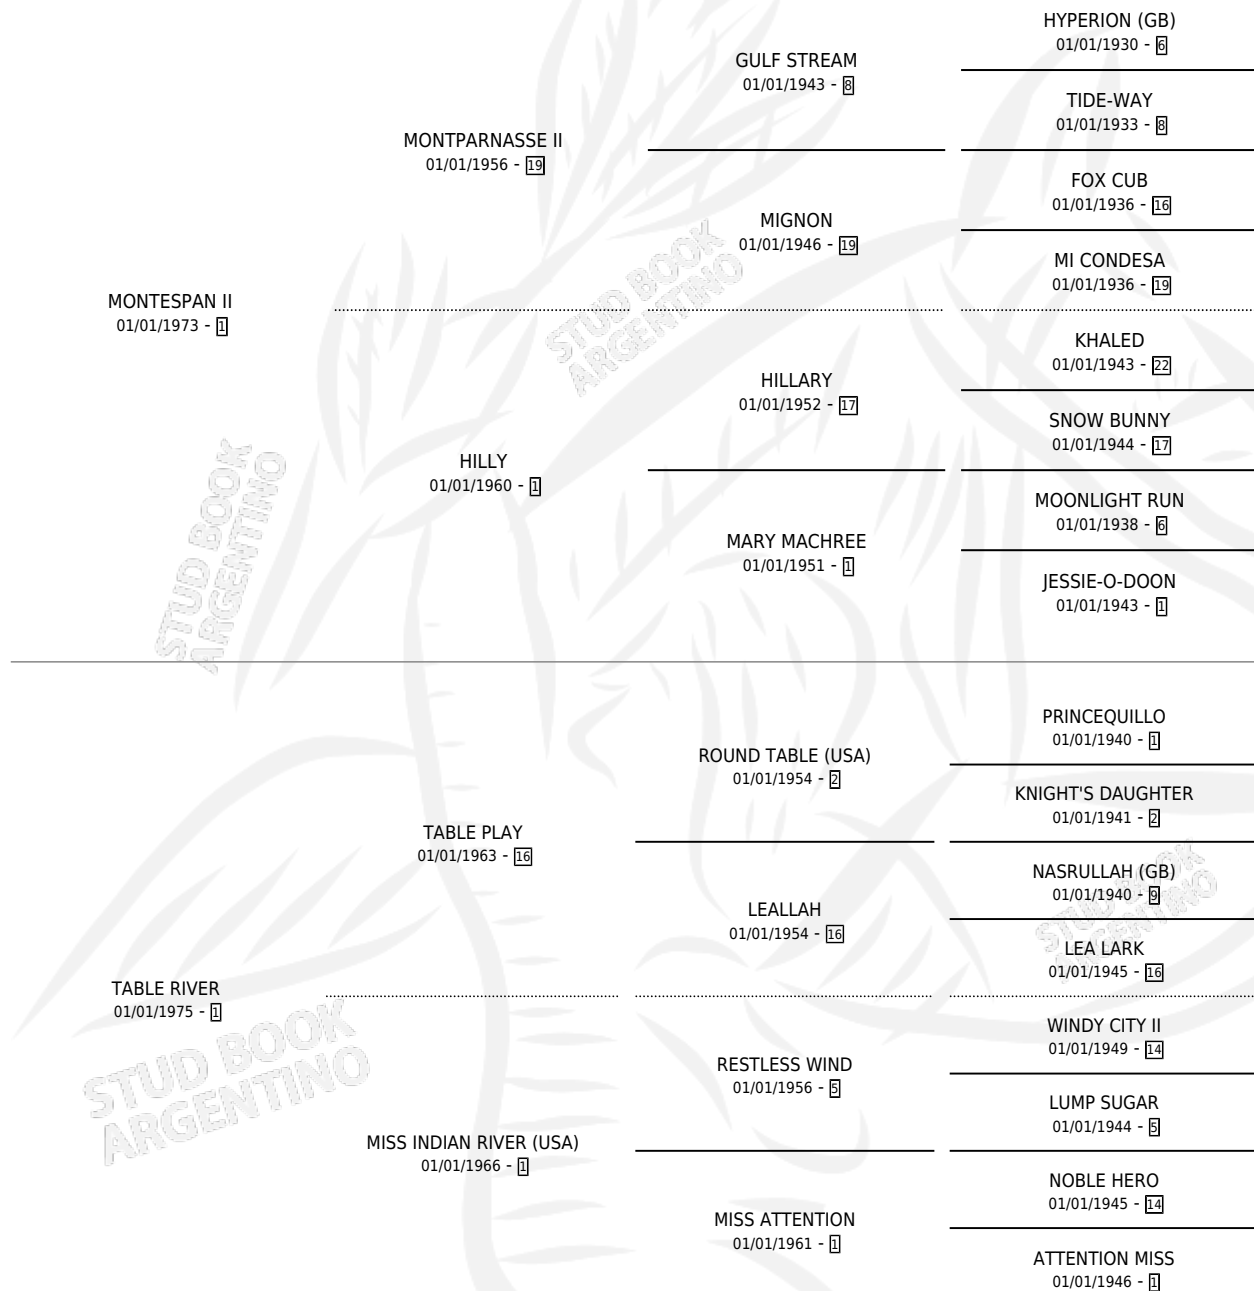 HYPERION (GB)
01/01/1930 - 6
GULF STREAM
01/01/1943 - 8
TIDE-WAY
01/01/1933 - 8
MONTPARNASSE II
01/01/1956 - 19
FOX CUB
01/01/1936 - 16
MIGNON
01/01/1946 - 19
MI CONDESA
01/01/1936 - 19
MONTESPAN II
01/01/1973 - 1
KHALED
01/01/1943 - 22
HILLARY
01/01/1952 - 17
SNOW BUNNY
01/01/1944 - 17
HILLY
01/01/1960 - 1
MOONLIGHT RUN
01/01/1938 - 6
MARY MACHREE
01/01/1951 - 1
JESSIE-O-DOON
01/01/1943 - 1
STUD BOOK
ARGENTINO
STUD BOOK
ARGENTINO
PRINCEQUILLO
01/01/1940 - 1
ROUND TABLE (USA)
01/01/1954 - 2
KNIGHT'S DAUGHTER
01/01/1941 - 2
TABLE PLAY
01/01/1963 - 16
NASRULLAH (GB)
01/01/1940 - 9
LEALLAH
01/01/1954 - 16
LEA LARK
01/01/1945 - 16
STUD BOOK
ARGENTINO
TABLE RIVER
01/01/1975 - 1
WINDY CITY II
01/01/1949 - 14
RESTLESS WIND
01/01/1956 - 5
LUMP SUGAR
01/01/1944 - 5
STUD BOOK
ARGENTINO
MISS INDIAN RIVER (USA)
01/01/1966 - 1
NOBLE HERO
01/01/1945 - 14
MISS ATTENTION
01/01/1961 - 1
ATTENTION MISS
01/01/1946 - 1